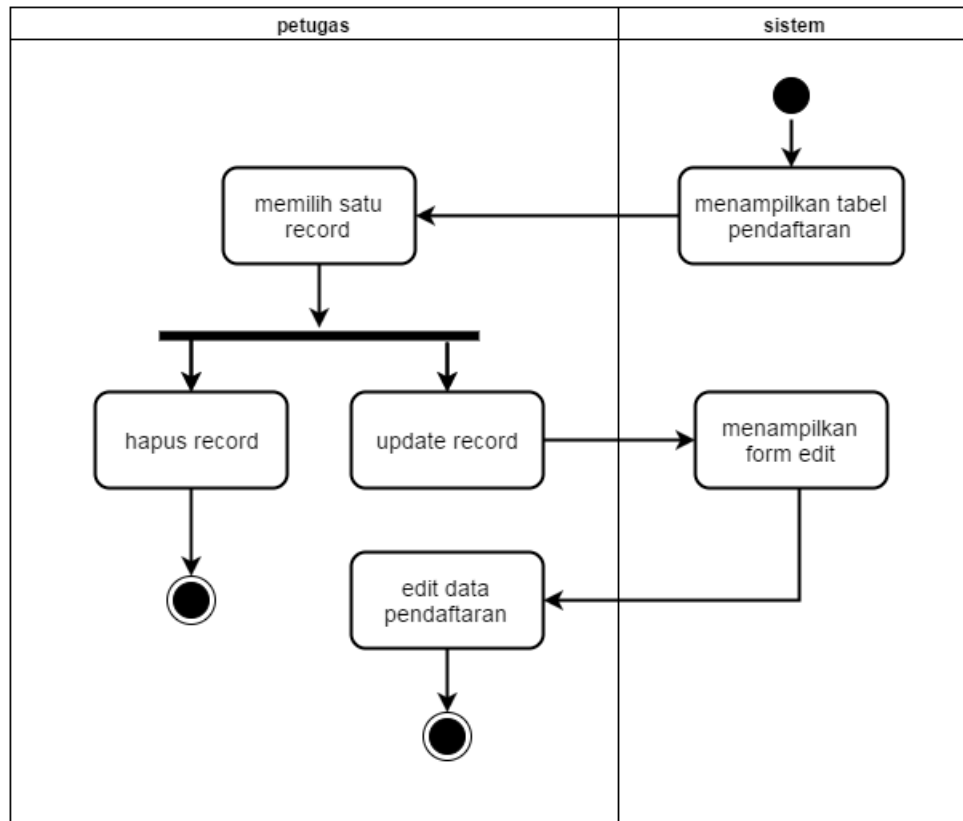 petugas
sistem
memilih satu
record
menampilkan tabel
pendaftaran
hapus record
update record
menampilkan
form edit
edit data
pendaftaran